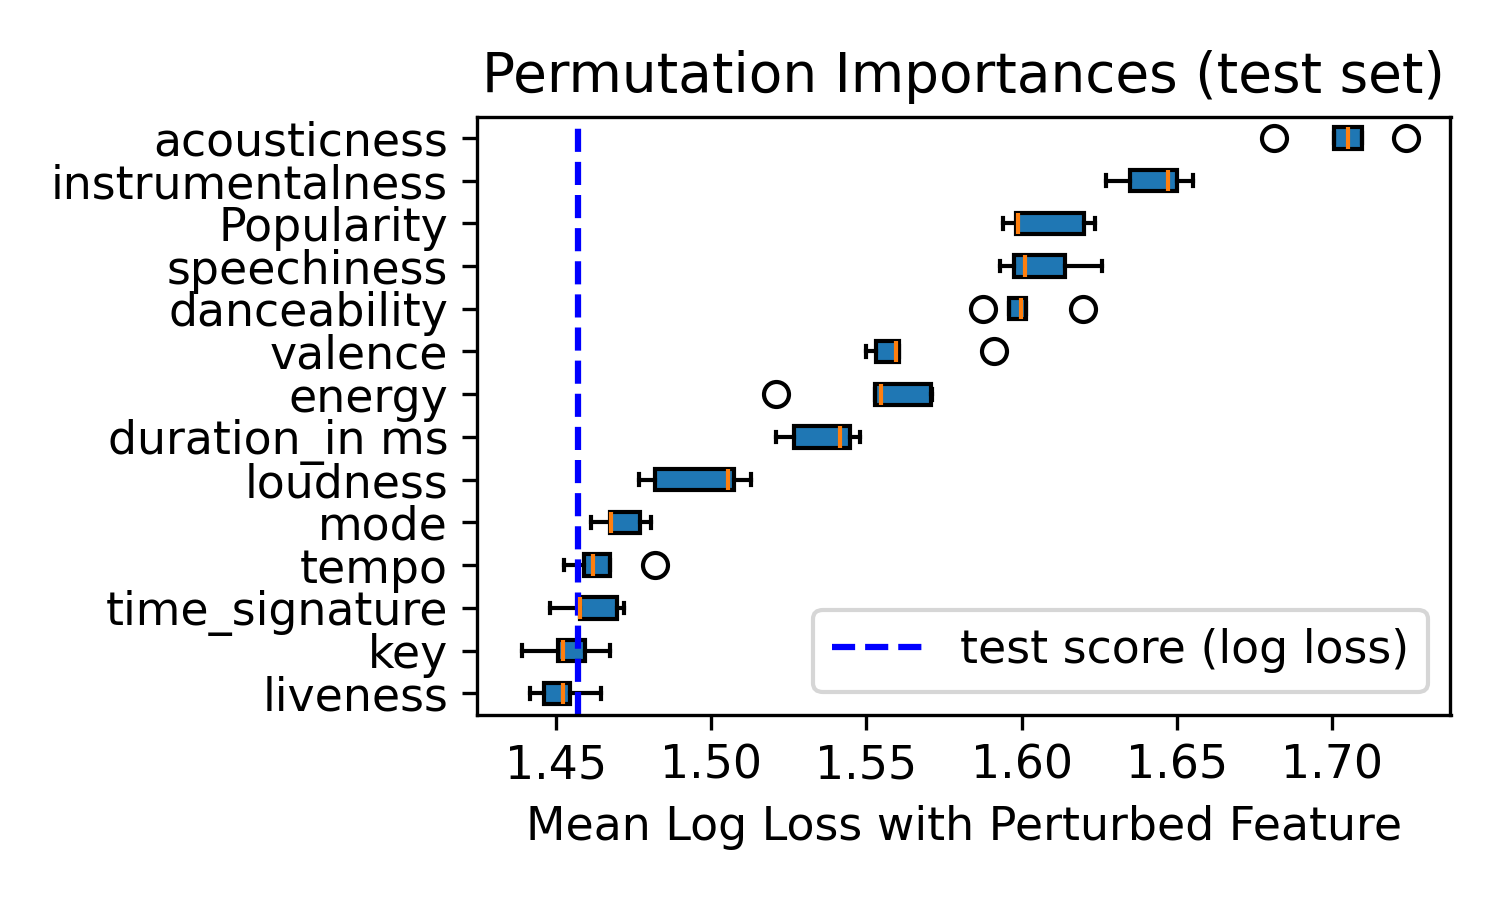 Permutation Importances (test set)
acousticness
instrumentalness
Popularity
speechiness
danceability
valence
energy
duration_in ms
loudness
mode
tempo
time_signature
key
liveness
test score (log loss)
1.45 1.50 1.55 1.60 1.65 1.70
Mean Log Loss with Perturbed Feature